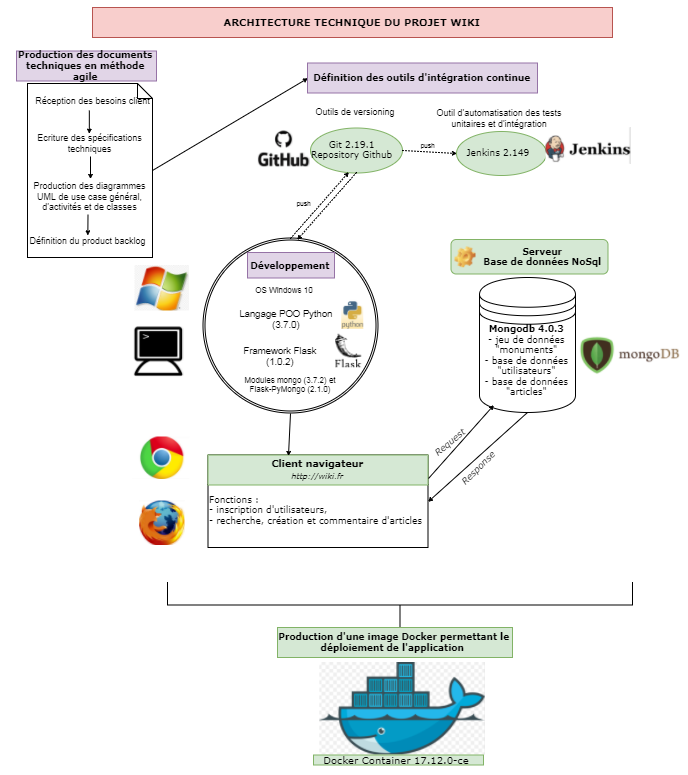 ARCHITECTURE TECHNIQUE DU PROJET WIKI
Production des documents
techniques en méthode
agile
Réception des besoins client
Ecriture des spécifications
techniques
Production des diagrammes
UML de use case général,
d'activités et de classes
Définition du product backlog
Définition des outils d'intégration continue
Outils de versioning
Outil d'automatisation des tests
unitaires et d'intégration
GitHub
Git 2.19.1
Repository Github
push
Jenkins 2.149
Jenkins
push
Développement
OS Windows 10
Langage POO Python
(3.7.0)
python
Framework Flask
(1.0.2)
Flask
Modules mongo (3.7.2) et
Flask-PyMongo (2.1.0)
>_
Serveur
Base de données NoSql
Mongodb 4.0.3
- jeu de données
"monuments"
- base de données
"utilisateurs"
- base de données
"articles"
mongoDB
Request
Response
Client navigateur
http://wiki.fr
Fonctions :
- inscription d'utilisateurs,
- recherche, création et commentaire d'articles
Production d'une image Docker permettant le
déploiement de l'application
Docker Container 17.12.0-ce